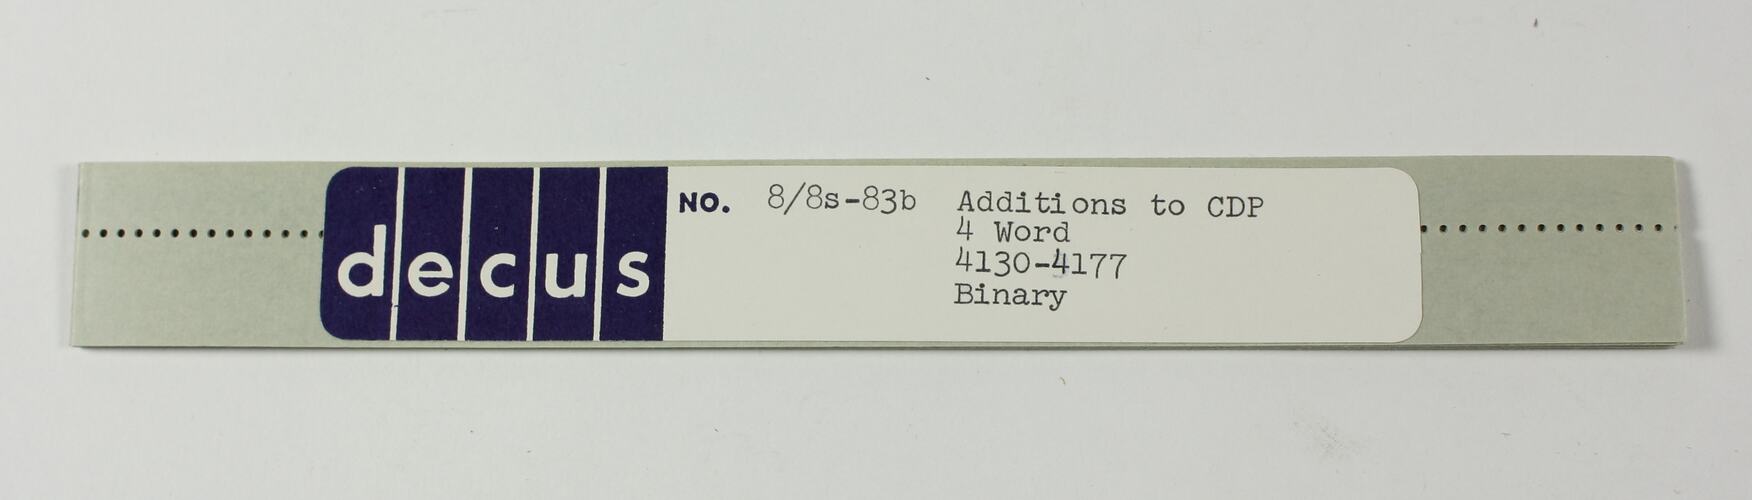 decus
NO. 8/8s-83b Additions to CDP
4 Word
4130-4177
Binary